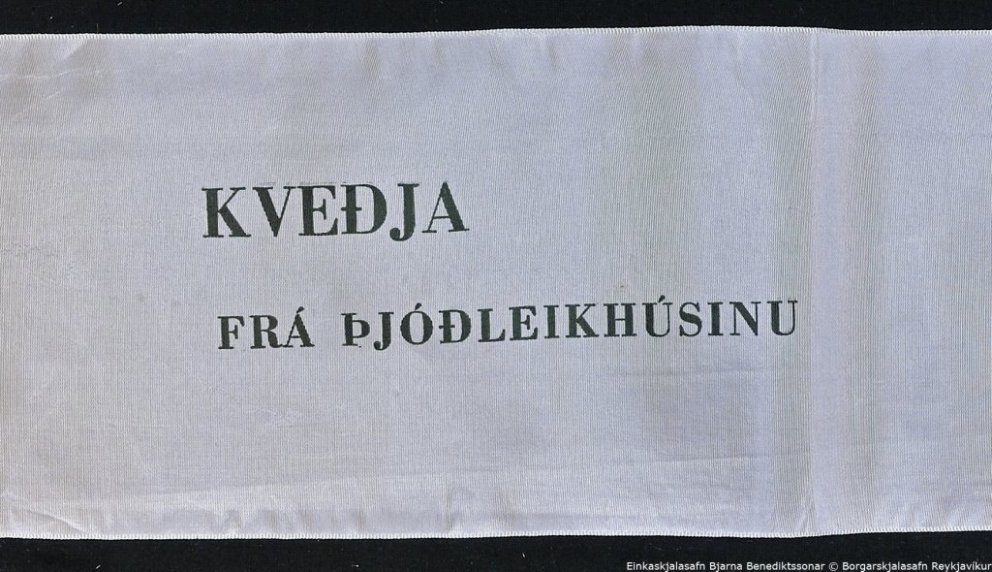 KVEÐJA
FRÁ ÞJÓÐLEIKHÚSINU
Einkaskjalasafn Bjarna Benediktssonar © Borgarskjalasafn Reykjavíkur